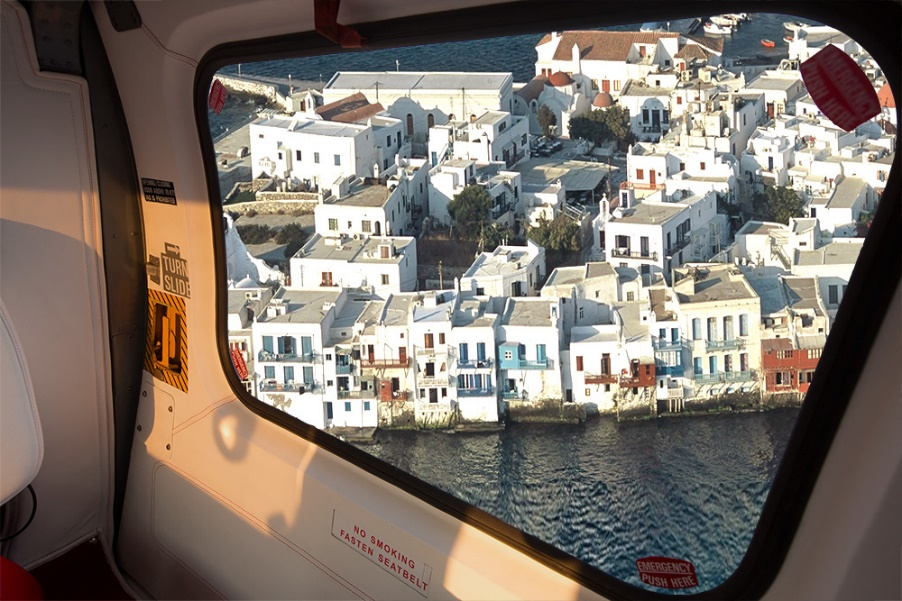 TURN
SLIDE
NO SMOKING
FASTEN SEATBELT
EMERGENCY
PUSH HERE